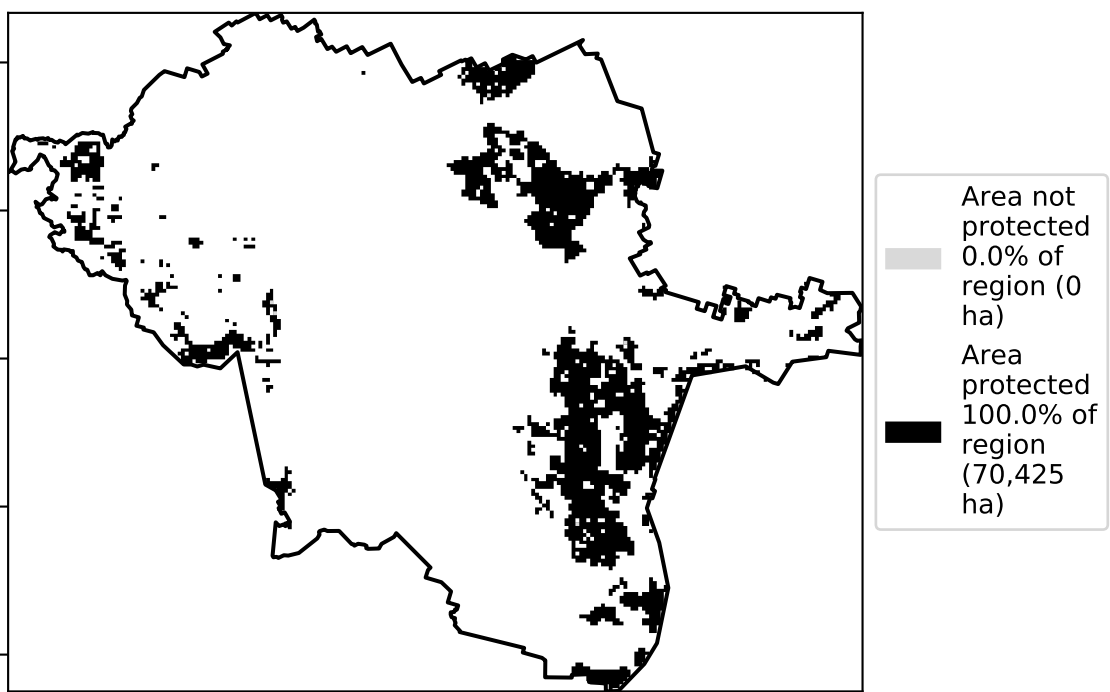 Area not
protected
0.0% of
region (0
ha)
Area
protected
100.0% of
region
(70,425
ha)